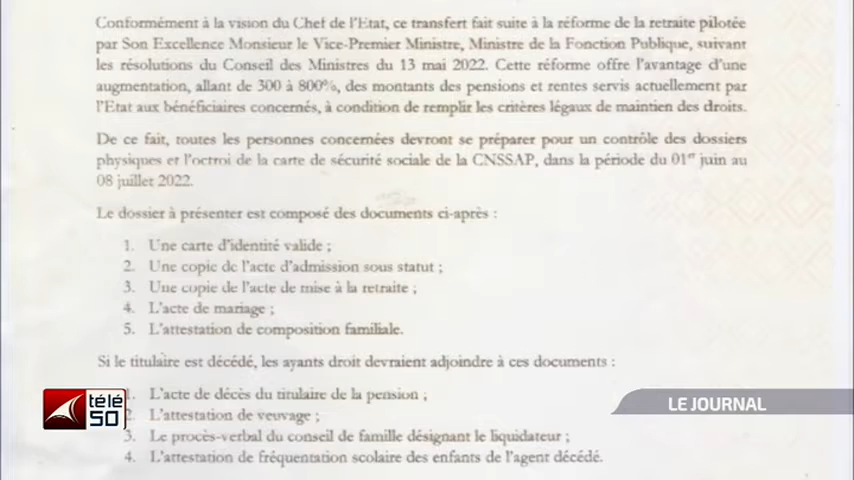 Conformément à la vision du Chef de l'Etat, ce transfert fait suite à la réforme de la retraite pilotée
par Son Excellence Monsieur le Vice-Premier Ministre, Ministre de la Fonction Publique, suivant
les résolutions du Conseil des Ministres du 13 mai 2022. Cette réforme offre l'avantage d'une
augmentation, allant de 300 à 800%, des montants des pensions et rentes servis actuellement par
l'Etat aux bénéficiaires concernés, à condition de remplir les critères légaux de maintien des droits.
De ce fait, toutes les personnes concernées devront se préparer pour un contrôle des dossiers
physiques et l'octroi de la carte de sécurité sociale de la CNSSAP, dans la période du 01er juin au
08 juillet 2022.
Le dossier à présenter est composé des documents ci-après :
1. Une carte d'identité valide ;
2. Une copie de l'acte d'admission sous statut ;
3. Une copie de l'acte de mise à la retraite ;
4. L'acte de mariage ;
5. L'attestation de composition familiale.
Si le titulaire est décédé, les ayants droit devraient adjoindre à ces documents :
1. L'acte de décès du titulaire de la pension ;
2. L'attestation de veuvage ;
3. Le procès-verbal du conseil de famille désignant le liquidateur ;
4. L'attestation de fréquentation scolaire des enfants de l'agent décédé.
télé
50
LE JOURNAL